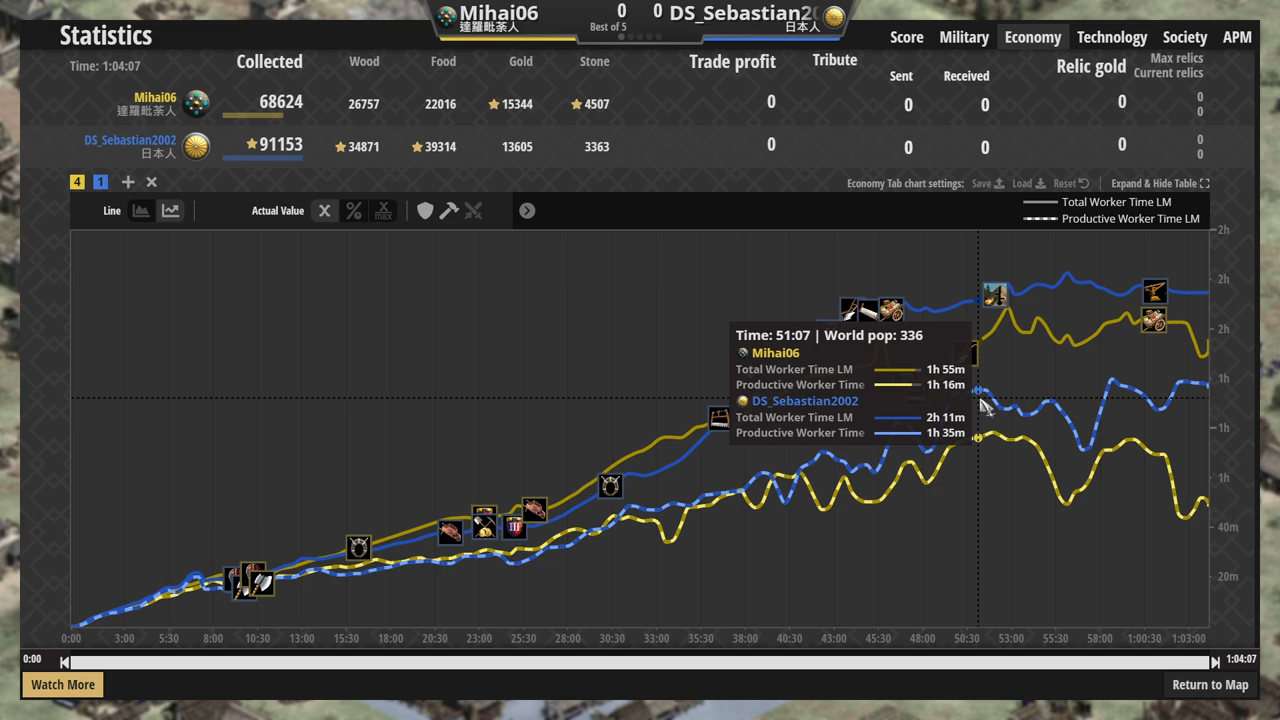 Mihai06
達羅毗荼人
0 0
Best of 5
DS_Sebastian20
日本人
Statistics
Score Military Economy Technology Society APM
Time: 1:04:07
Collected Wood Food Gold Stone Trade profit Tribute Sent Received Relic gold Max relics
Current relics
Mihai06
達羅毗荼人
68624 26757 22016 15344 4507 0 0 0 0 0
0
DS_Sebastian2002
日本人
91153 34871 39314 13605 3363 0 0 0 0 0
0
4 1 + ×
Economy Tab chart settings: Save Load Reset Expand & Hide Table
Line Actual Value X % X/max
Total Worker Time LM
Productive Worker Time LM
2h
2h
2h
1h
1h
1h
40m
20m
Time: 51:07 | World pop: 336
Mihai06
Total Worker Time LM 1h 55m
Productive Worker Time 1h 16m
DS_Sebastian2002
Total Worker Time LM 2h 11m
Productive Worker Time 1h 35m
III
0:00 3:00 5:30 8:00 10:30 13:00 15:30 18:00 20:30 23:00 25:30 28:00 30:30 33:00 35:30 38:00 40:30 43:00 45:30 48:00 50:30 53:00 55:30 58:00 1:00:30 1:03:00
0:00 1:04:07
Watch More Return to Map